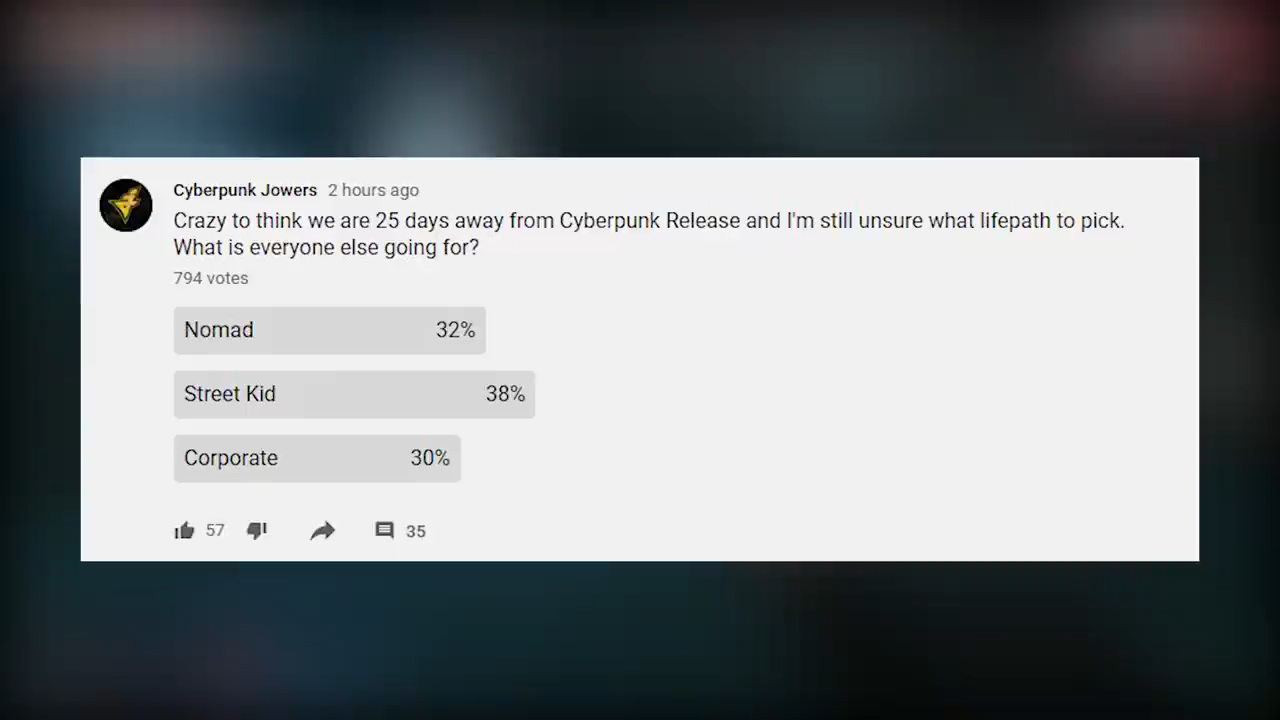 Cyberpunk Jowers 2 hours ago
Crazy to think we are 25 days away from Cyberpunk Release and I'm still unsure what lifepath to pick.
What is everyone else going for?
794 votes
Nomad 32%
Street Kid 38%
Corporate 30%
57 35